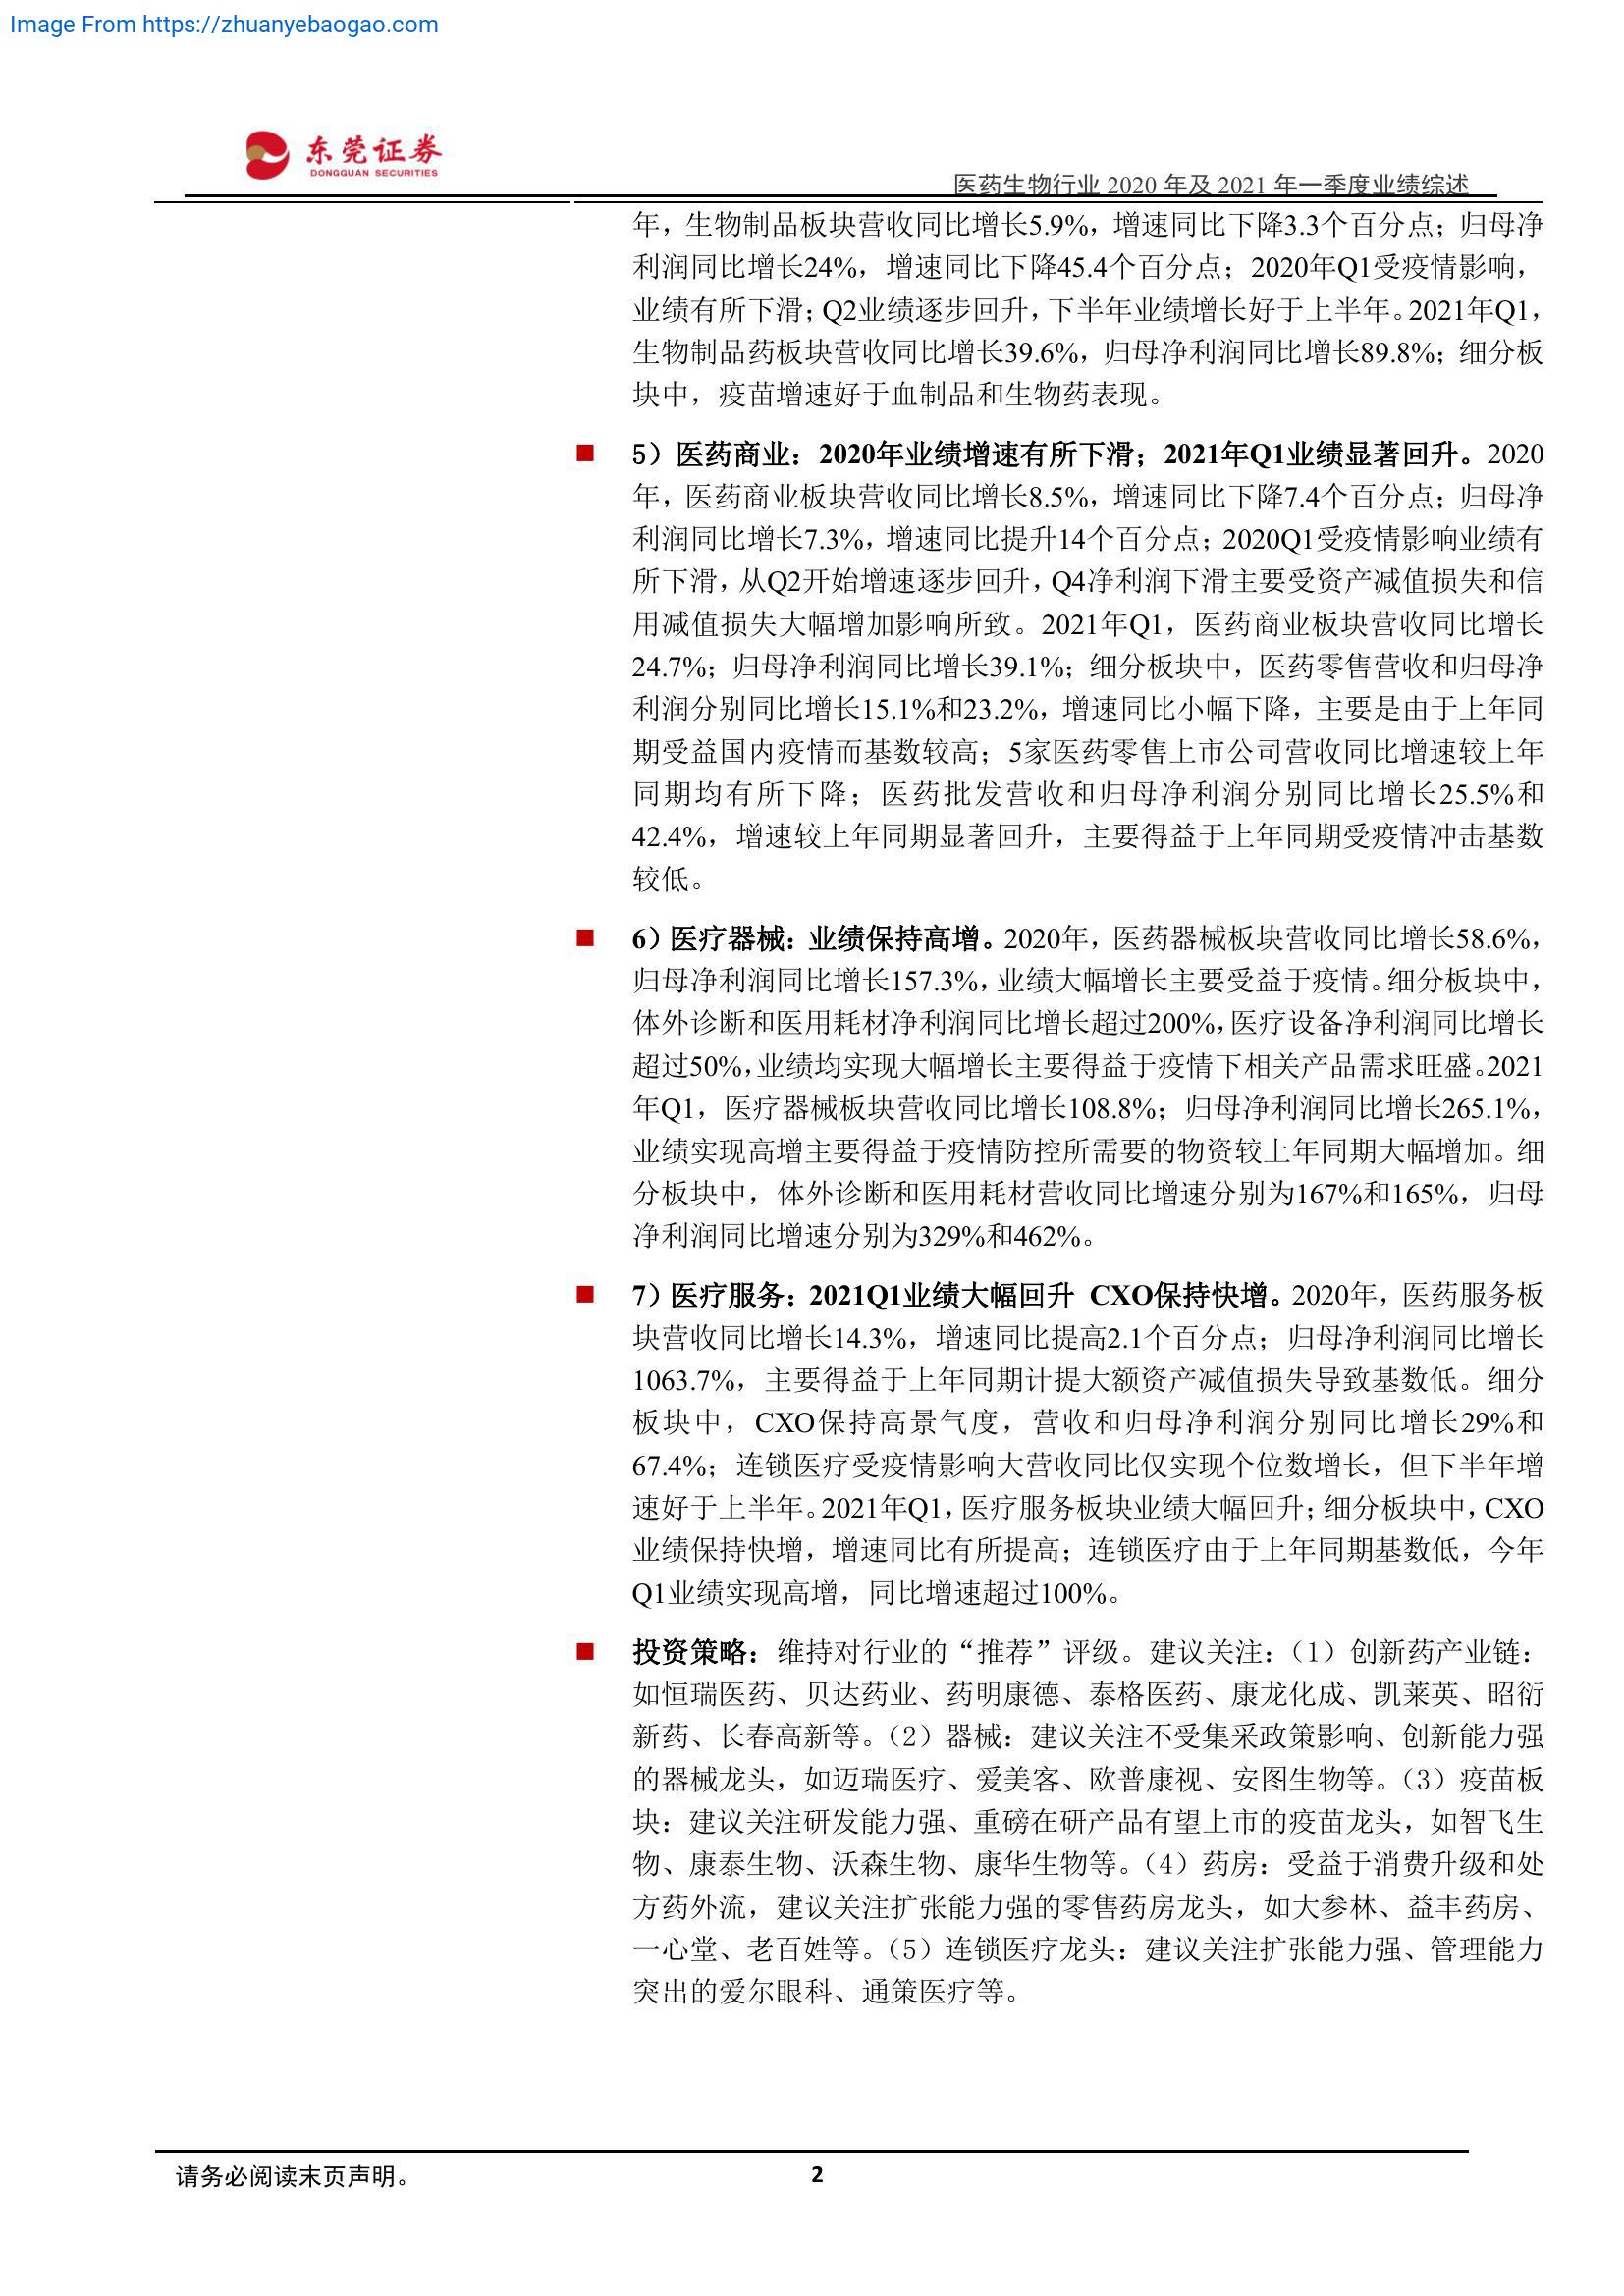 Image From https://zhuanyebaogao.com
东莞证券
DONGGUAN SECURITIES
医药生物行业 2020 年及 2021 年一季度业绩综述
年，生物制品板块营收同比增长5.9%，增速同比下降3.3个百分点；归母净
利润同比增长24%，增速同比下降45.4个百分点；2020年Q1受疫情影响，
业绩有所下滑；Q2业绩逐步回升，下半年业绩增长好于上半年。2021年Q1，
生物制品药板块营收同比增长39.6%，归母净利润同比增长89.8%；细分板
块中，疫苗增速好于血制品和生物药表现。
■ 5）医药商业：2020年业绩增速有所下滑；2021年Q1业绩显著回升。2020
年，医药商业板块营收同比增长8.5%，增速同比下降7.4个百分点；归母净
利润同比增长7.3%，增速同比提升14个百分点；2020Q1受疫情影响业绩有
所下滑，从Q2开始增速逐步回升，Q4净利润下滑主要受资产减值损失和信
用减值损失大幅增加影响所致。2021年Q1，医药商业板块营收同比增长
24.7%；归母净利润同比增长39.1%；细分板块中，医药零售营收和归母净
利润分别同比增长15.1%和23.2%，增速同比小幅下降，主要是由于上年同
期受益国内疫情而基数较高；5家医药零售上市公司营收同比增速较上年
同期均有所下降；医药批发营收和归母净利润分别同比增长25.5%和
42.4%，增速较上年同期显著回升，主要得益于上年同期受疫情冲击基数
较低。
■ 6）医疗器械：业绩保持高增。2020年，医药器械板块营收同比增长58.6%，
归母净利润同比增长157.3%，业绩大幅增长主要受益于疫情。细分板块中，
体外诊断和医用耗材净利润同比增长超过200%，医疗设备净利润同比增长
超过50%，业绩均实现大幅增长主要得益于疫情下相关产品需求旺盛。2021
年Q1，医疗器械板块营收同比增长108.8%；归母净利润同比增长265.1%，
业绩实现高增主要得益于疫情防控所需要的物资较上年同期大幅增加。细
分板块中，体外诊断和医用耗材营收同比增速分别为167%和165%，归母
净利润同比增速分别为329%和462%。
■ 7）医疗服务：2021Q1业绩大幅回升 CXO保持快增。2020年，医药服务板
块营收同比增长14.3%，增速同比提高2.1个百分点；归母净利润同比增长
1063.7%，主要得益于上年同期计提大额资产减值损失导致基数低。细分
板块中，CXO保持高景气度，营收和归母净利润分别同比增长29%和
67.4%；连锁医疗受疫情影响大营收同比仅实现个位数增长，但下半年增
速好于上半年。2021年Q1，医疗服务板块业绩大幅回升；细分板块中，CXO
业绩保持快增，增速同比有所提高；连锁医疗由于上年同期基数低，今年
Q1业绩实现高增，同比增速超过100%。
■ 投资策略：维持对行业的“推荐”评级。建议关注：（1）创新药产业链：
如恒瑞医药、贝达药业、药明康德、泰格医药、康龙化成、凯莱英、昭衍
新药、长春高新等。（2）器械：建议关注不受集采政策影响、创新能力强
的器械龙头，如迈瑞医疗、爱美客、欧普康视、安图生物等。（3）疫苗板
块：建议关注研发能力强、重磅在研产品有望上市的疫苗龙头，如智飞生
物、康泰生物、沃森生物、康华生物等。（4）药房：受益于消费升级和处
方药外流，建议关注扩张能力强的零售药房龙头，如大参林、益丰药房、
一心堂、老百姓等。（5）连锁医疗龙头：建议关注扩张能力强、管理能力
突出的爱尔眼科、通策医疗等。
请务必阅读末页声明。
2